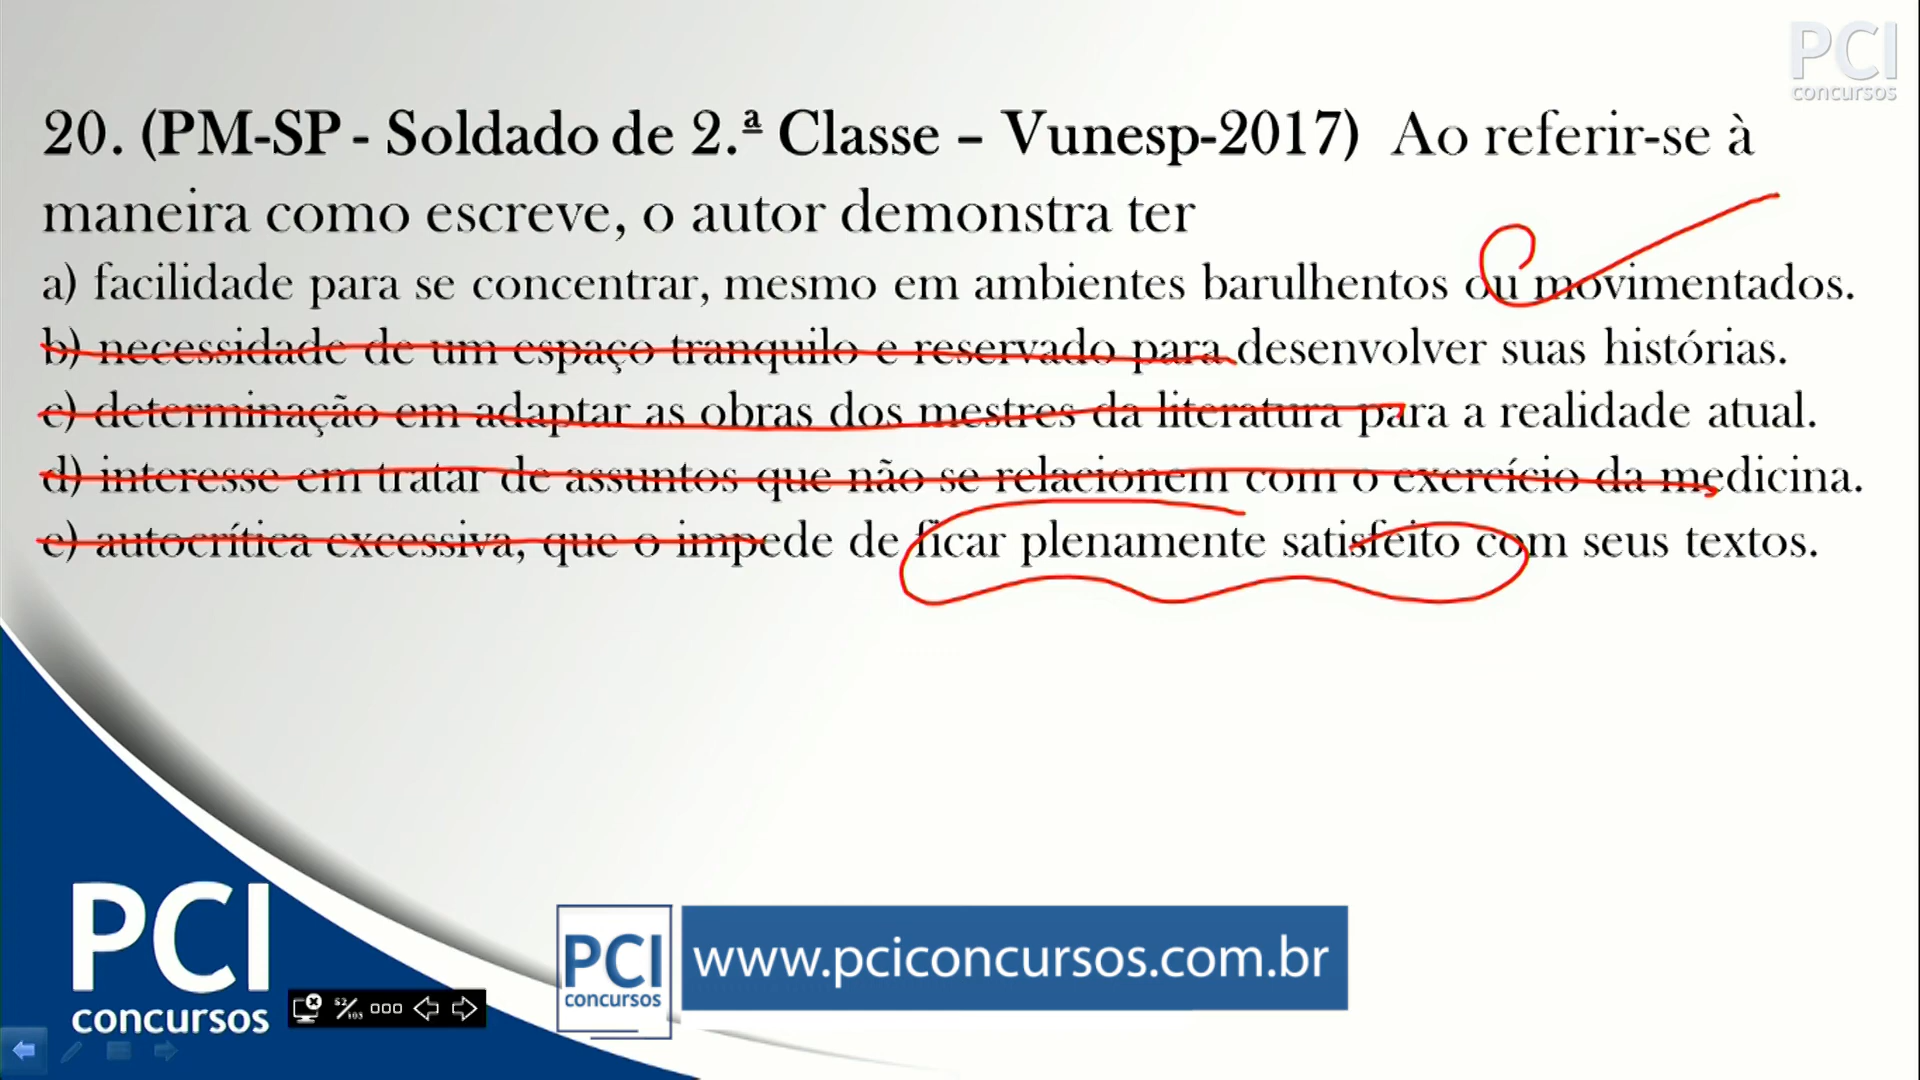 PCI
concursos
20. (PM-SP - Soldado de 2.ª Classe – Vunesp-2017) Ao referir-se à
maneira como escreve, o autor demonstra ter
a) facilidade para se concentrar, mesmo em ambientes barulhentos ou movimentados.
b) necessidade de um espaço tranquilo e reservado para desenvolver suas histórias.
c) determinação em adaptar as obras dos mestres da literatura para a realidade atual.
d) interesse em tratar de assuntos que não se relacionem com o exercício da medicina.
e) autocrítica excessiva, que o impede de ficar plenamente satisfeito com seus textos.
PCI
concursos
52/103
PCI
concursos
www.pciconcursos.com.br